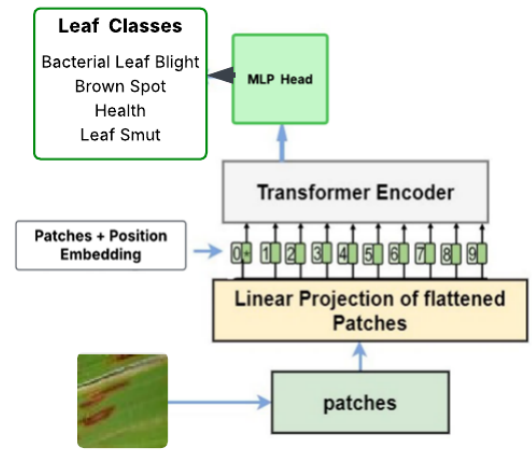 Leaf Classes
Bacterial Leaf Blight
Brown Spot
Health
Leaf Smut
MLP Head
Transformer Encoder
Patches + Position
Embedding
0* 1 2 3 4 5 6 7 8 9
Linear Projection of flattened
Patches
patches